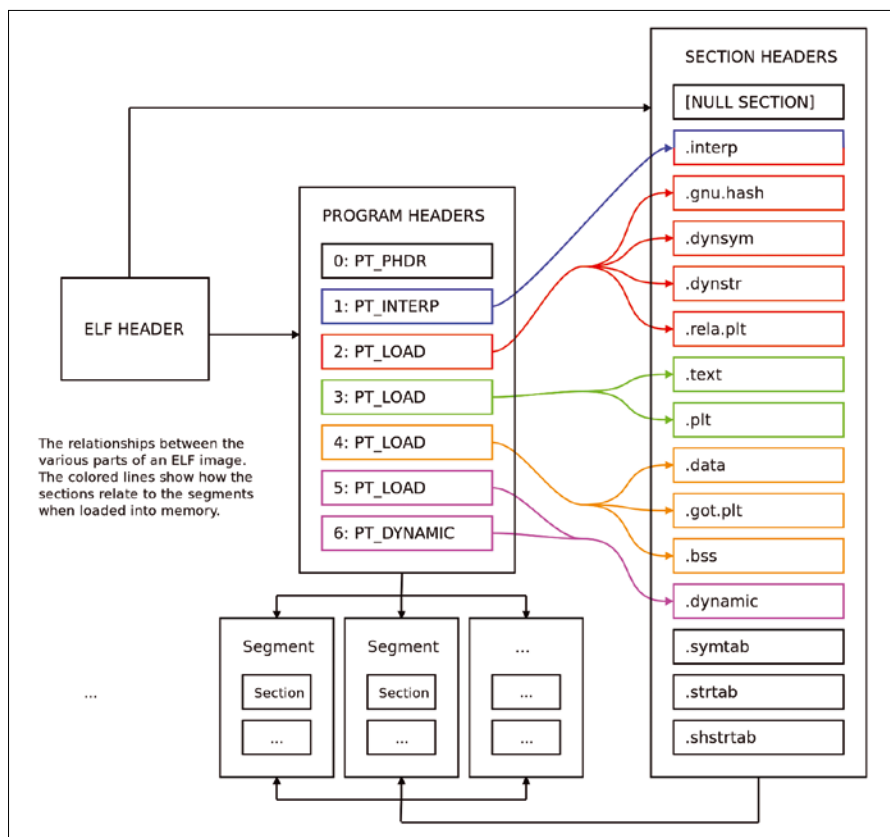 SECTION HEADERS
[NULL SECTION]
.interp
.gnu.hash
.dynsym
.dynstr
.rela.plt
.text
.plt
.data
.got.plt
.bss
.dynamic
.symtab
.strtab
.shstrtab
PROGRAM HEADERS
0: PT_PHDR
1: PT_INTERP
2: PT_LOAD
3: PT_LOAD
4: PT_LOAD
5: PT_LOAD
6: PT_DYNAMIC
ELF HEADER
The relationships between the
various parts of an ELF image.
The colored lines show how the
sections relate to the segments
when loaded into memory.
Segment
Section
...
Segment
Section
...
...
...
...
...